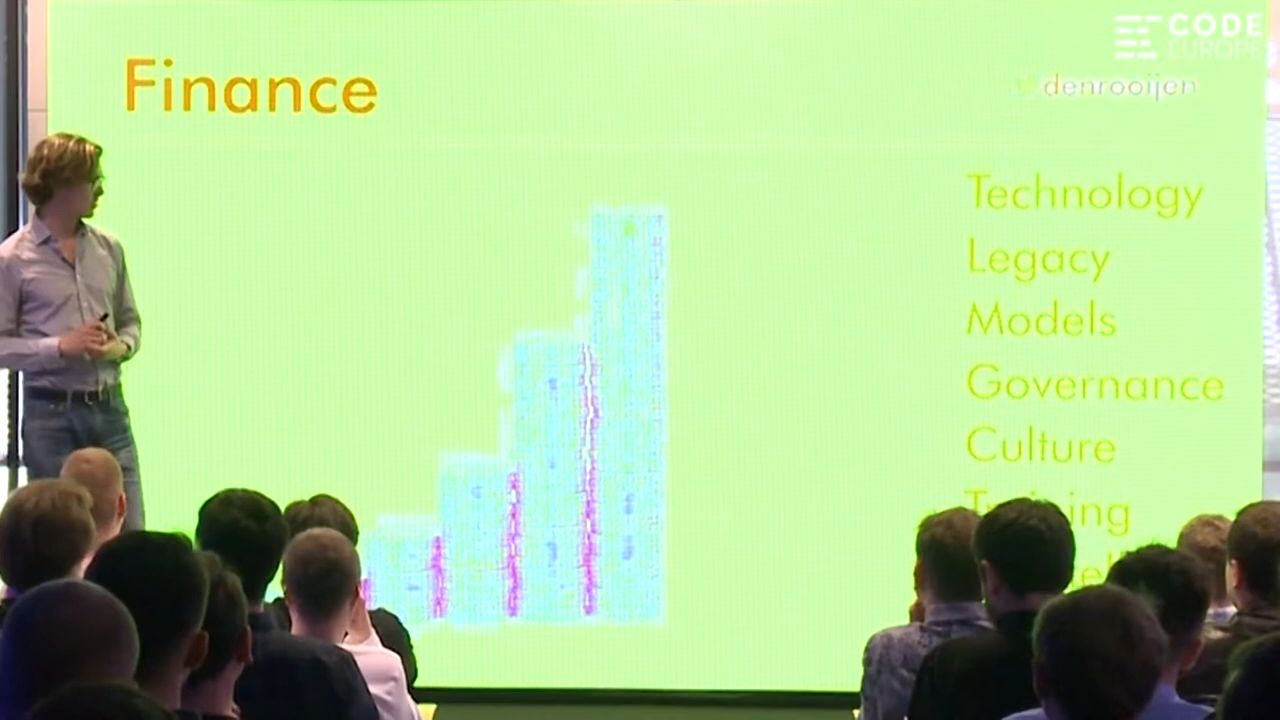 CODE
EUROPE
Finance
denrooijen
Technology
Legacy
Models
Governance
Culture